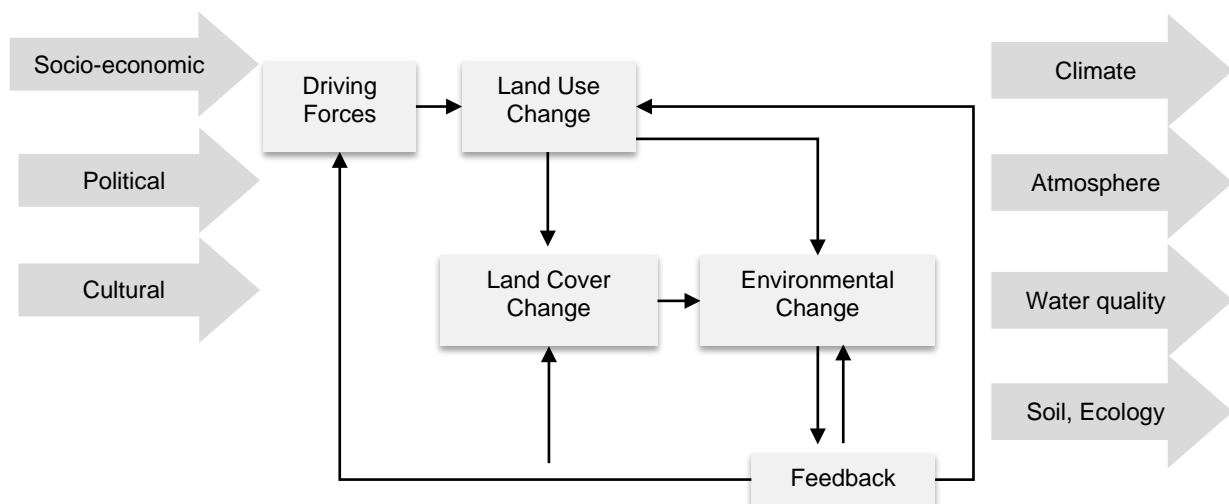 Socio-economic
Political
Cultural
Driving
Forces
Land Use
Change
Land Cover
Change
Environmental
Change
Feedback
Climate
Atmosphere
Water quality
Soil, Ecology